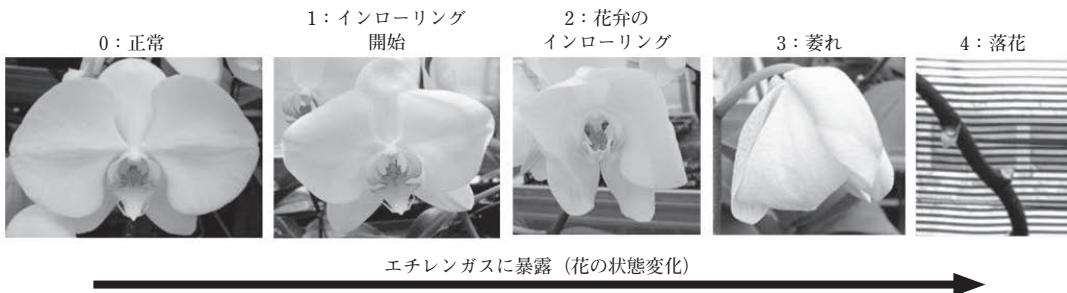 0：正常
1：インローリング
開始
2：花弁の
インローリング
3：萎れ
4：落花
エチレンガスに暴露（花の状態変化）